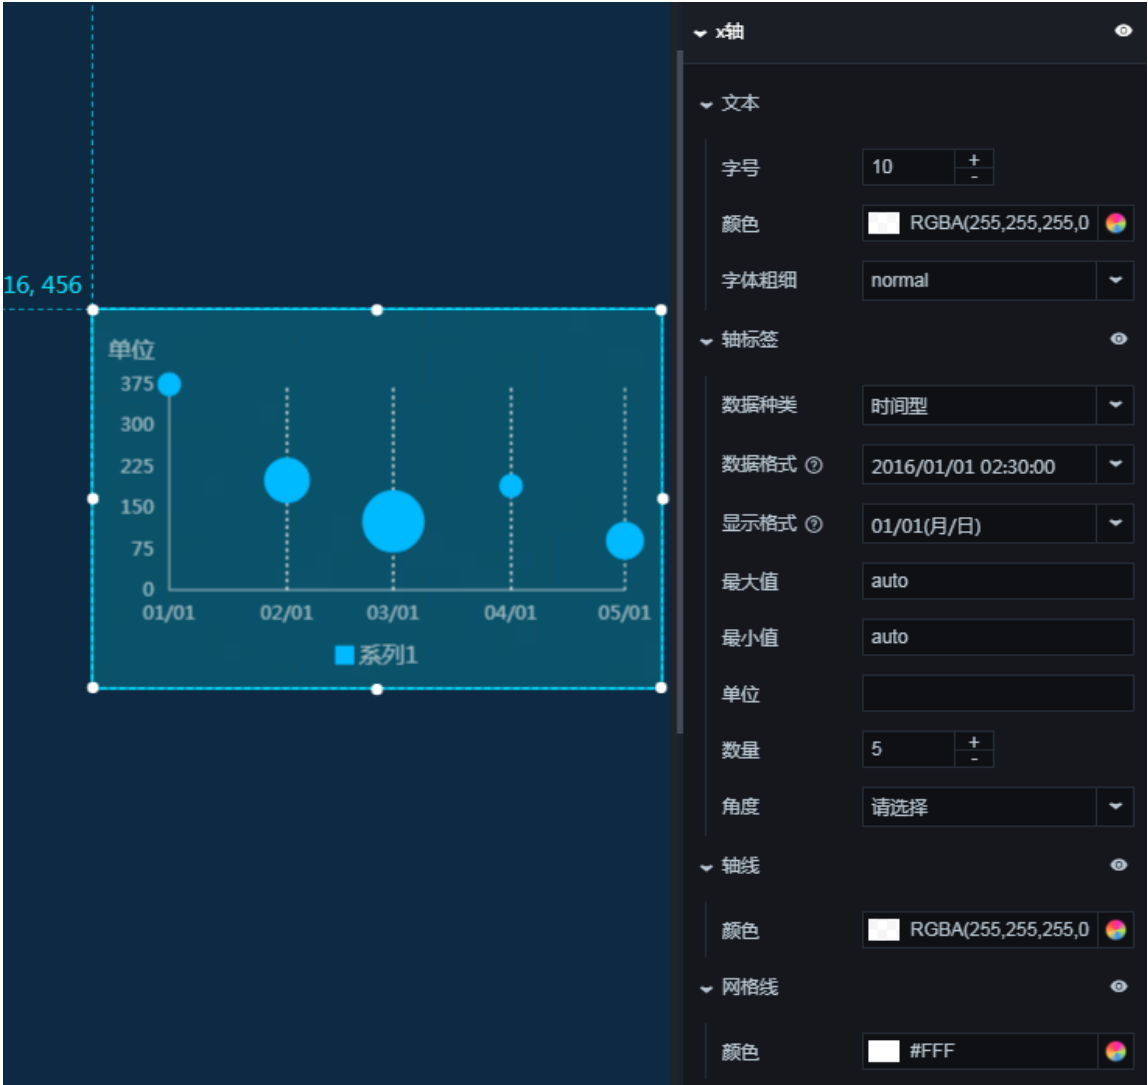 16, 456
单位
375
300
225
150
75
0
01/01 02/01 03/01 04/01 05/01
系列1
x轴
文本
字号 10 + -
颜色 RGBA(255,255,255,0
字体粗细 normal
轴标签
数据种类 时间型
数据格式 ? 2016/01/01 02:30:00
显示格式 ? 01/01(月/日)
最大值 auto
最小值 auto
单位
数量 5 + -
角度 请选择
轴线
颜色 RGBA(255,255,255,0
网格线
颜色 #FFF